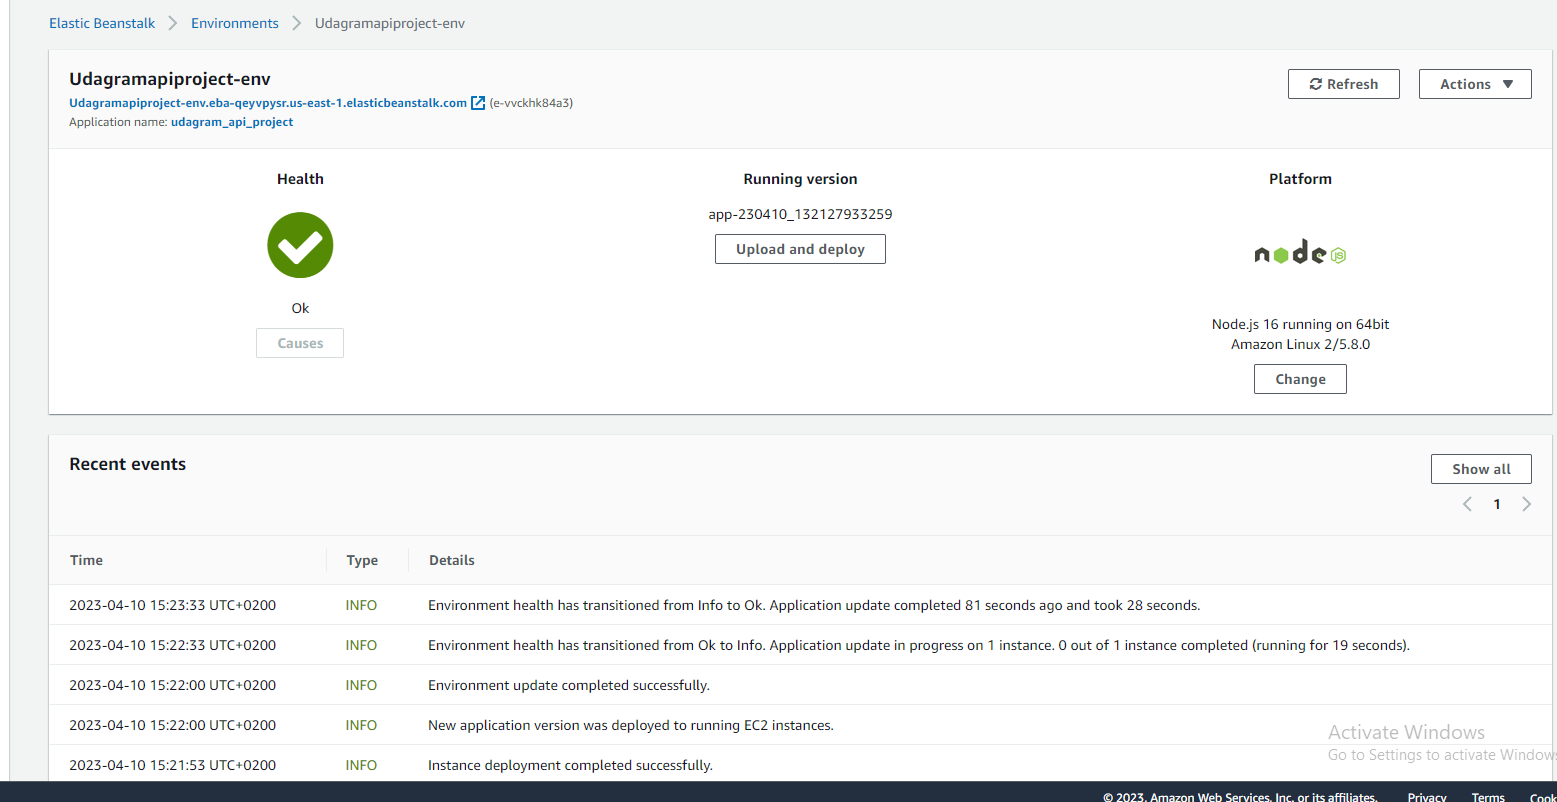 Elastic Beanstalk > Environments > Udagramapiproject-env
Udagramapiproject-env
Udagramapiproject-env.eba-qeyvpysr.us-east-1.elasticbeanstalk.com (e-vvckhk84a3)
Application name: udagram_api_project
Refresh
Actions
Health
Ok
Causes
Running version
app-230410_132127933259
Upload and deploy
Platform
node JS
Node.js 16 running on 64bit
Amazon Linux 2/5.8.0
Change
Recent events
Show all
1
Time Type Details
2023-04-10 15:23:33 UTC+0200 INFO Environment health has transitioned from Info to Ok. Application update completed 81 seconds ago and took 28 seconds.
2023-04-10 15:22:33 UTC+0200 INFO Environment health has transitioned from Ok to Info. Application update in progress on 1 instance. 0 out of 1 instance completed (running for 19 seconds).
2023-04-10 15:22:00 UTC+0200 INFO Environment update completed successfully.
2023-04-10 15:22:00 UTC+0200 INFO New application version was deployed to running EC2 instances.
2023-04-10 15:21:53 UTC+0200 INFO Instance deployment completed successfully.
Activate Windows
Go to Settings to activate Windows
© 2023, Amazon Web Services, Inc. or its affiliates. Privacy Terms Cook